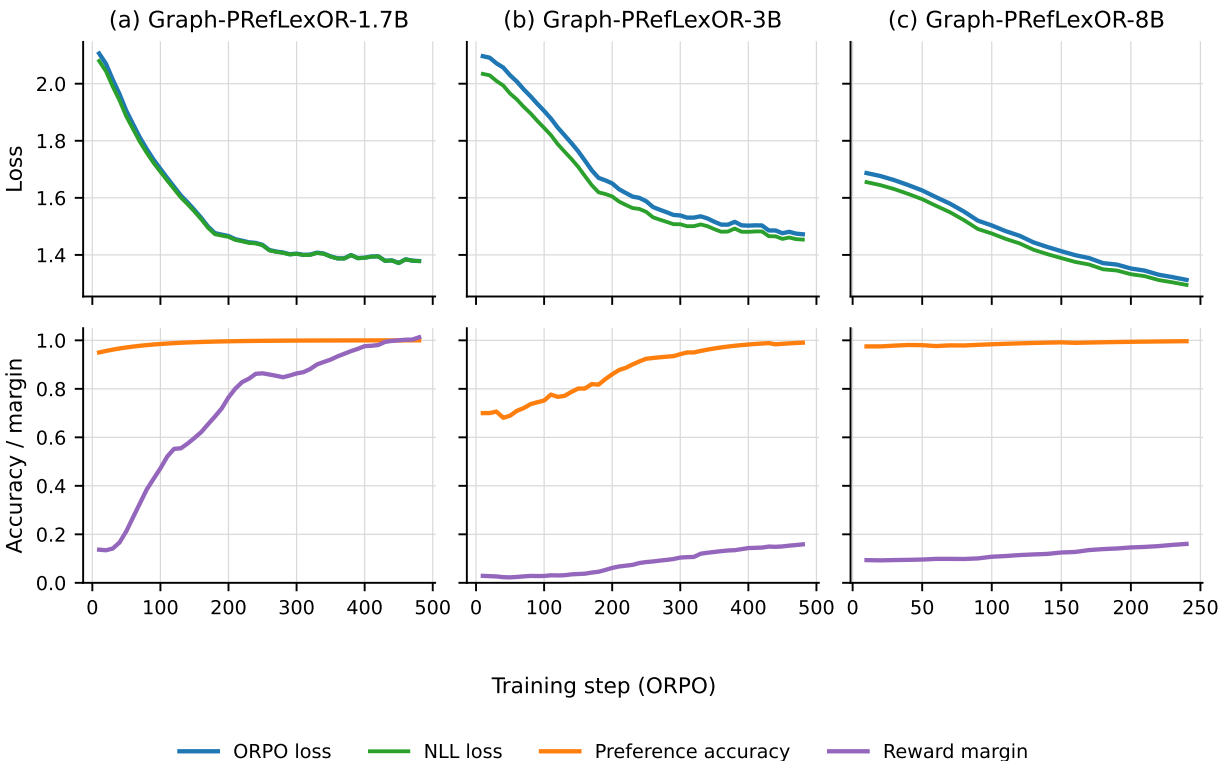 (a) Graph-PRefLexOR-1.7B
(b) Graph-PRefLexOR-3B
(c) Graph-PRefLexOR-8B
Loss
2.0
1.8
1.6
1.4
Accuracy / margin
1.0
0.8
0.6
0.4
0.2
0.0
0 100 200 300 400 500
0 100 200 300 400 500
0 50 100 150 200 250
Training step (ORPO)
ORPO loss NLL loss Preference accuracy Reward margin